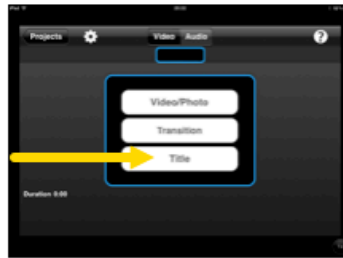 Projects Video Audio ?
Video/Photo
Transition
Title
Duration 0:00